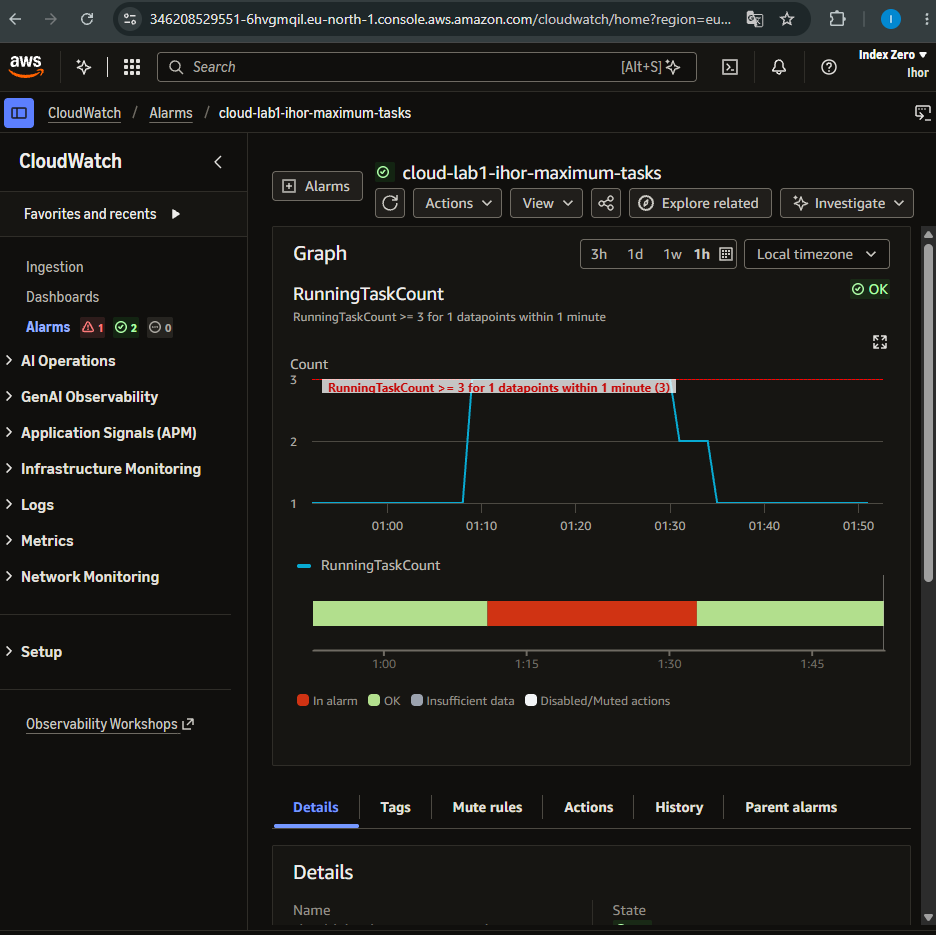 346208529551-6hvgmqil.eu-north-1.console.aws.amazon.com/cloudwatch/home?region=eu...
I
aws
Search
[Alt+S]
Index Zero
Ihor
CloudWatch / Alarms / cloud-lab1-ihor-maximum-tasks
CloudWatch
Favorites and recents
Ingestion
Dashboards
Alarms 1 2 0
AI Operations
GenAI Observability
Application Signals (APM)
Infrastructure Monitoring
Logs
Metrics
Network Monitoring
Setup
Observability Workshops
Alarms
cloud-lab1-ihor-maximum-tasks
Actions View Explore related Investigate
Graph
3h 1d 1w 1h Local timezone
RunningTaskCount
OK
RunningTaskCount >= 3 for 1 datapoints within 1 minute
Count
3
RunningTaskCount >= 3 for 1 datapoints within 1 minute (3)
2
1
01:00 01:10 01:20 01:30 01:40 01:50
RunningTaskCount
1:00 1:15 1:30 1:45
In alarm OK Insufficient data Disabled/Muted actions
Details Tags Mute rules Actions History Parent alarms
Details
Name State